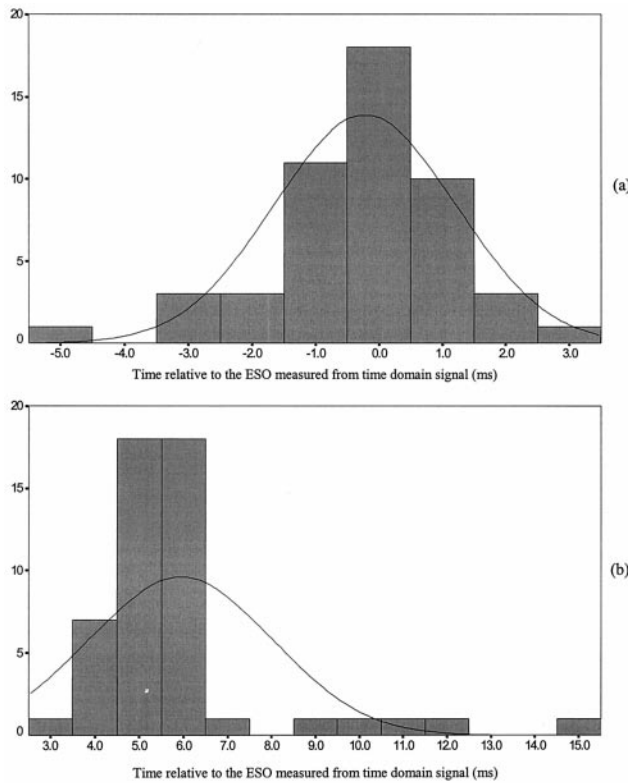 20
15
(a)
10
5
0
-5.0 -4.0 -3.0 -2.0 -1.0 0.0 1.0 2.0 3.0
Time relative to the ESO measured from time domain signal (ms)
20
15
(b)
10
5
0
3.0 4.0 5.0 6.0 7.0 8.0 9.0 10.0 11.0 12.0 13.0 14.0 15.0
Time relative to the ESO measured from time domain signal (ms)